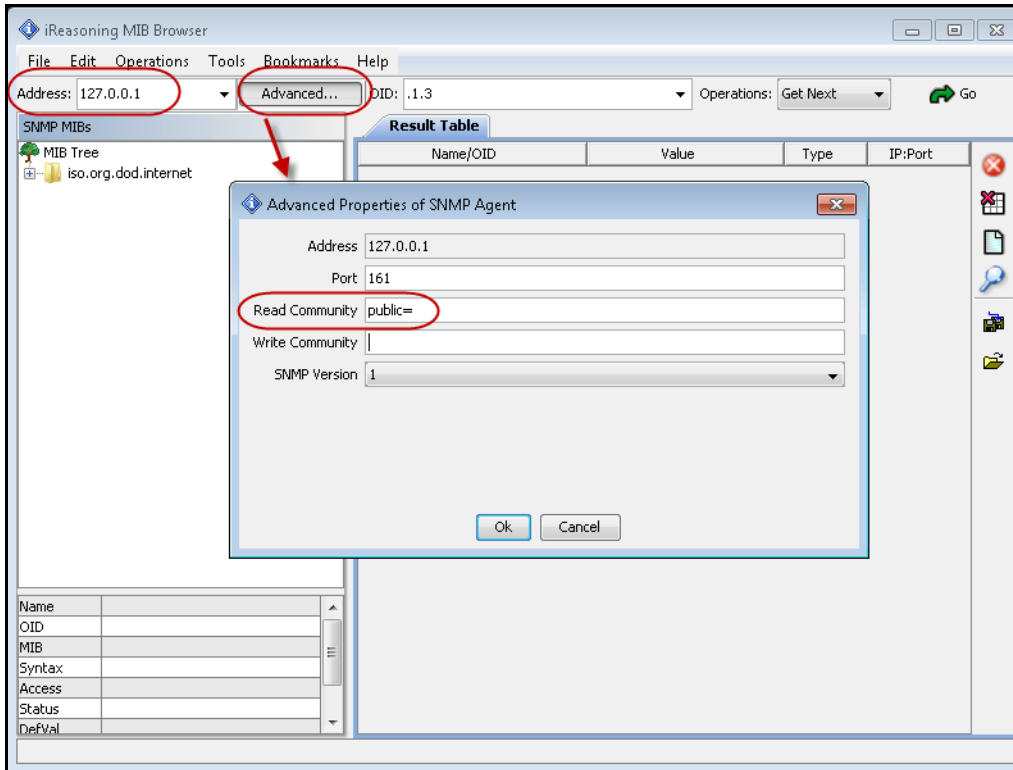 iReasoning MIB Browser
File Edit Operations Tools Bookmarks Help
Address: 127.0.0.1 Advanced... OID: .1.3 Operations: Get Next Go
SNMP MIBs
Result Table
MIB Tree
Name/OID Value Type IP:Port
iso.org.dod.internet
Advanced Properties of SNMP Agent
Address 127.0.0.1
Port 161
Read Community public=
Write Community
SNMP Version 1
Ok Cancel
Name
OID
MIB
Syntax
Access
Status
DefVal